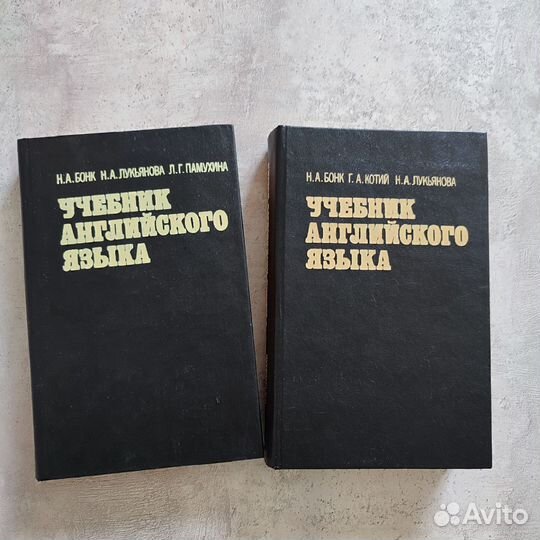 Н.А.БОНК Н.А.ЛУКЬЯНОВА Л.Г.ПАМУХИНА
УЧЕБНИК
АНГЛИЙСКОГО
ЯЗЫКА
Н.А.БОНК Г.А.КОТИЙ Н.А.ЛУКЬЯНОВА
УЧЕБНИК
АНГЛИЙСКОГО
ЯЗЫКА
Avito